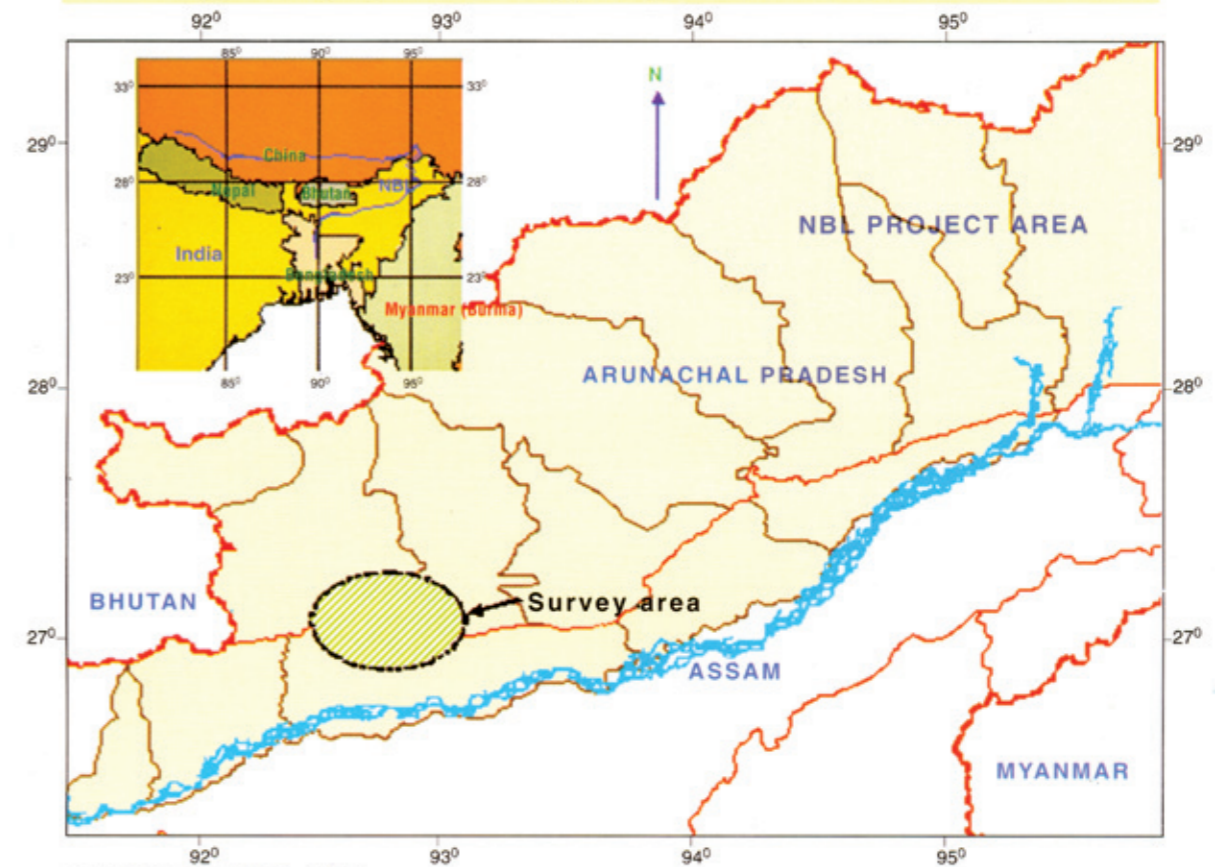 92⁰ 93⁰ 94⁰ 95⁰
85⁰ 90⁰ 95⁰
N
33⁰ 33⁰
29⁰ 29⁰
China
28⁰ Nepal Bhutan NBL 28⁰
NBL PROJECT AREA
India
23⁰ Bangladesh 23⁰
Myanmar (Burma)
ARUNACHAL PRADESH
85⁰ 90⁰ 95⁰
28⁰ 28⁰
BHUTAN
Survey area
27⁰ 27⁰
ASSAM
MYANMAR
92⁰ 93⁰ 94⁰ 95⁰